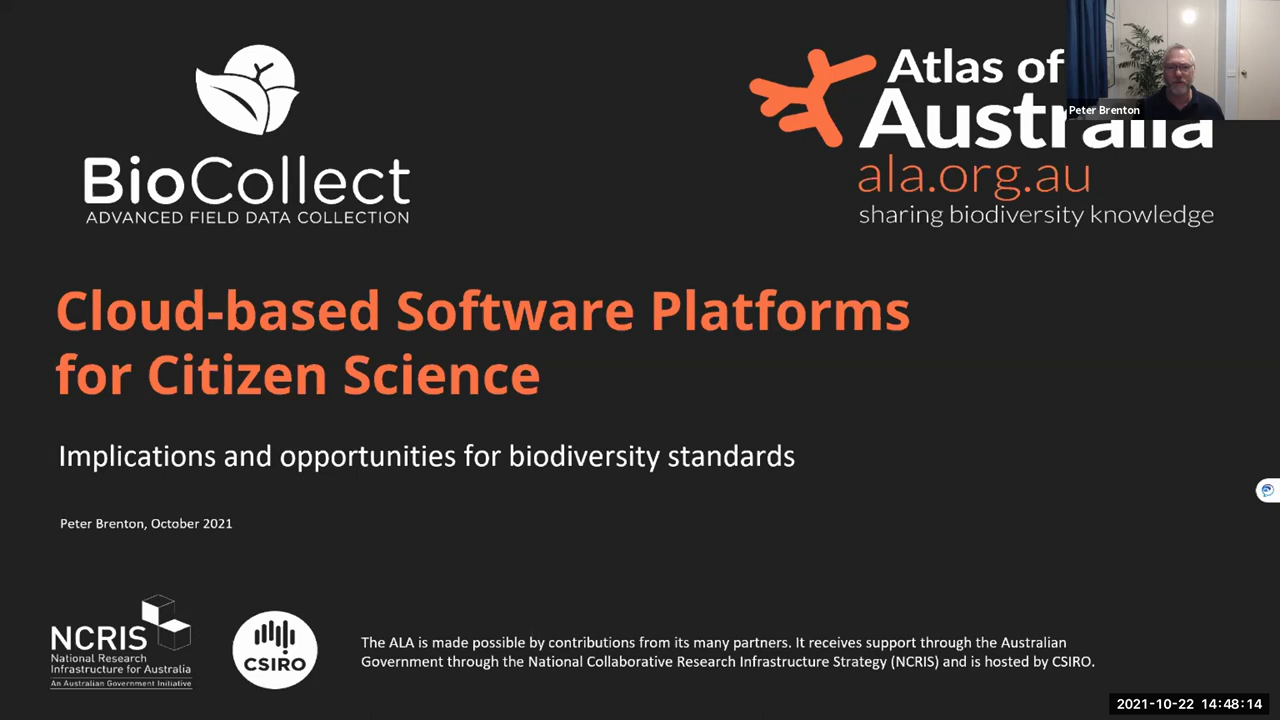 BioCollect
ADVANCED FIELD DATA COLLECTION
Atlas of
Australia
ala.org.au
sharing biodiversity knowledge
Peter Brenton
Cloud-based Software Platforms
for Citizen Science
Implications and opportunities for biodiversity standards
Peter Brenton, October 2021
NCRIS
National Research
Infrastructure for Australia
An Australian Government Initiative
CSIRO
The ALA is made possible by contributions from its many partners. It receives support through the Australian
Government through the National Collaborative Research Infrastructure Strategy (NCRIS) and is hosted by CSIRO.
2021-10-22 14:48:14